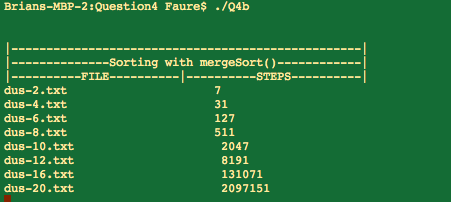 Brians-MBP-2:Question4 Faure$ ./Q4b
|---------------------------------------------------|
|---------------Sorting with mergeSort()------------|
|----------FILE----------|----------STEPS----------|
dus-2.txt 7
dus-4.txt 31
dus-6.txt 127
dus-8.txt 511
dus-10.txt 2047
dus-12.txt 8191
dus-16.txt 131071
dus-20.txt 2097151